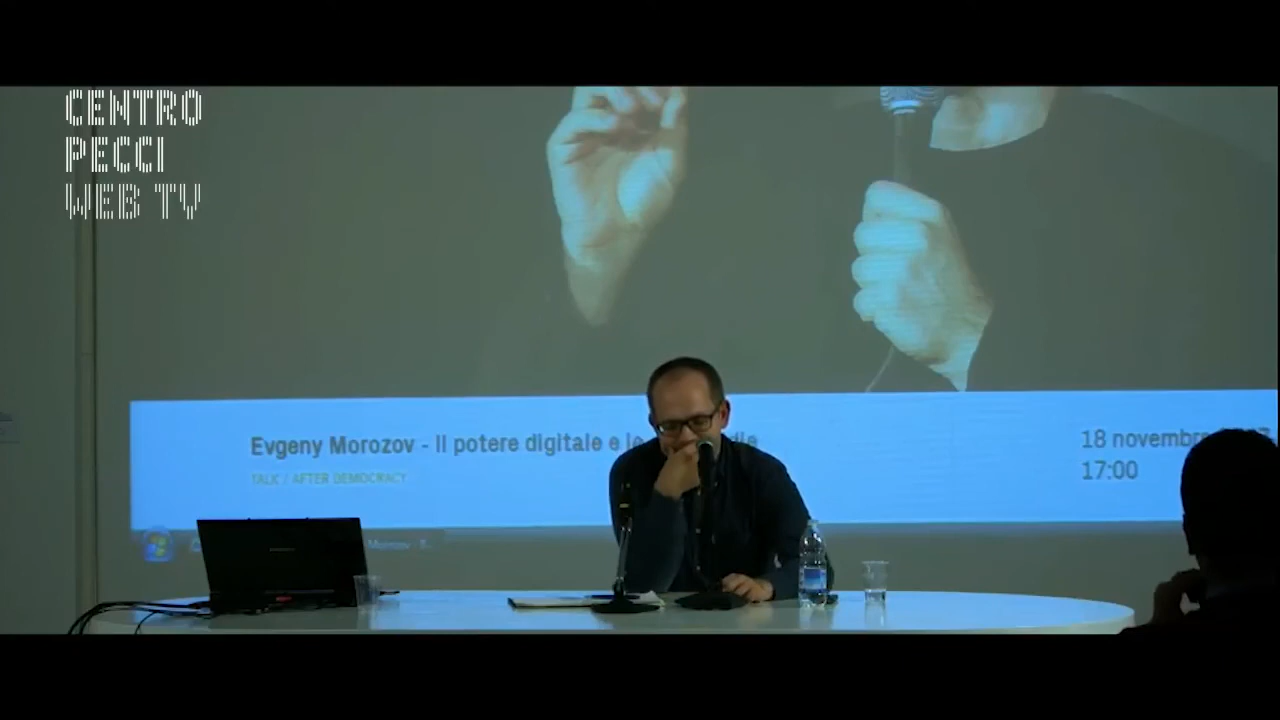 CENTRO
PECCI
WEB TV
Evgeny Morozov - Il potere digitale e le
TALK / AFTER DEMOCRACY
18 novembre
17:00